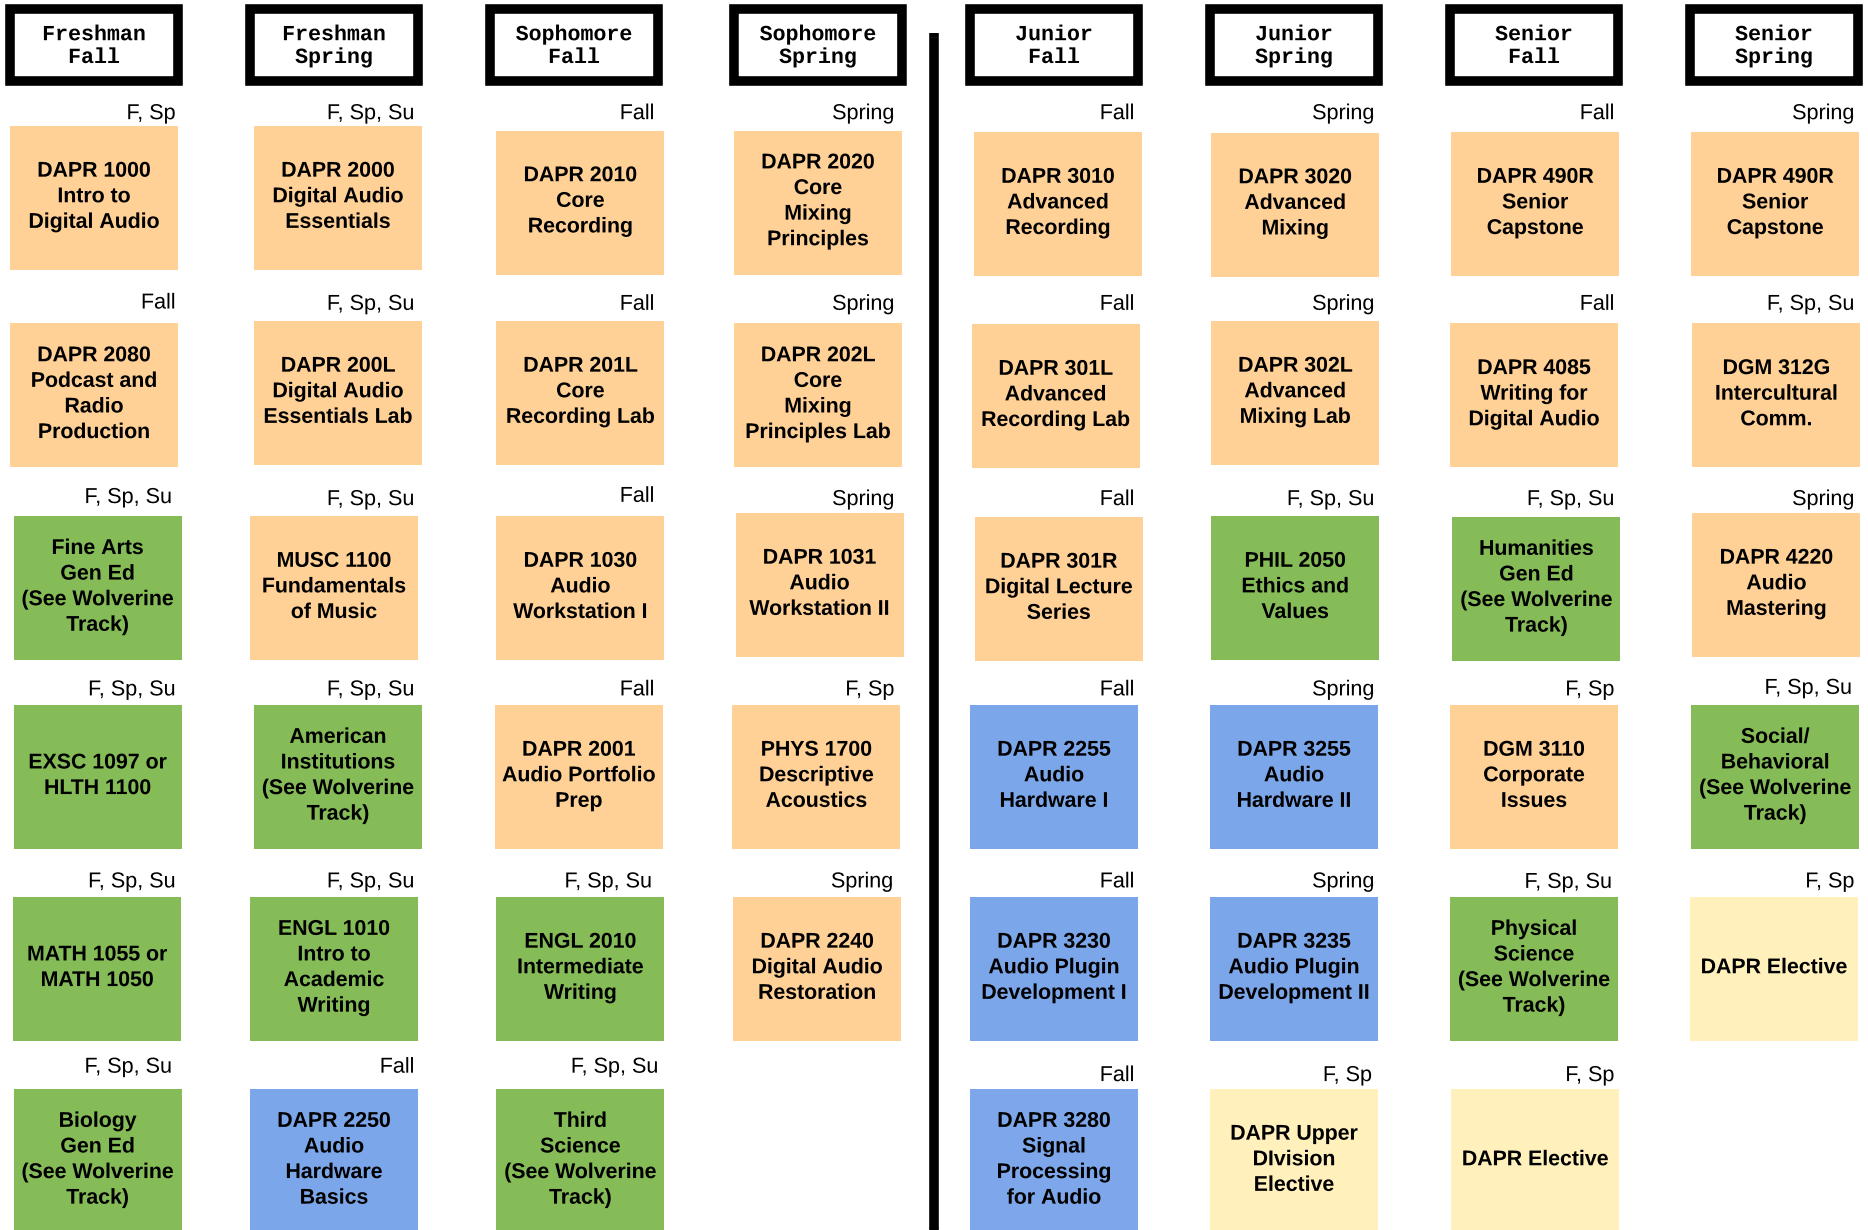 Freshman
Fall
Freshman
Spring
Sophomore
Fall
Sophomore
Spring
Junior
Fall
Junior
Spring
Senior
Fall
Senior
Spring
F, Sp
DAPR 1000
Intro to
Digital Audio
F, Sp, Su
DAPR 2000
Digital Audio
Essentials
Fall
DAPR 2010
Core
Recording
Spring
DAPR 2020
Core
Mixing
Principles
Fall
DAPR 3010
Advanced
Recording
Spring
DAPR 3020
Advanced
Mixing
Fall
DAPR 490R
Senior
Capstone
Spring
DAPR 490R
Senior
Capstone
Fall
DAPR 2080
Podcast and
Radio
Production
F, Sp, Su
DAPR 200L
Digital Audio
Essentials Lab
Fall
DAPR 201L
Core
Recording Lab
Spring
DAPR 202L
Core
Mixing
Principles Lab
Fall
DAPR 301L
Advanced
Recording Lab
Spring
DAPR 302L
Advanced
Mixing Lab
Fall
DAPR 4085
Writing for
Digital Audio
F, Sp, Su
DGM 312G
Intercultural
Comm.
F, Sp, Su
Fine Arts
Gen Ed
(See Wolverine
Track)
F, Sp, Su
MUSC 1100
Fundamentals
of Music
Fall
DAPR 1030
Audio
Workstation I
Spring
DAPR 1031
Audio
Workstation II
Fall
DAPR 301R
Digital Lecture
Series
F, Sp, Su
PHIL 2050
Ethics and
Values
F, Sp, Su
Humanities
Gen Ed
(See Wolverine
Track)
Spring
DAPR 4220
Audio
Mastering
F, Sp, Su
EXSC 1097 or
HLTH 1100
F, Sp, Su
American
Institutions
(See Wolverine
Track)
Fall
DAPR 2001
Audio Portfolio
Prep
F, Sp
PHYS 1700
Descriptive
Acoustics
Fall
DAPR 2255
Audio
Hardware I
Spring
DAPR 3255
Audio
Hardware II
F, Sp
DGM 3110
Corporate
Issues
F, Sp, Su
Social/
Behavioral
(See Wolverine
Track)
F, Sp, Su
MATH 1055 or
MATH 1050
F, Sp, Su
ENGL 1010
Intro to
Academic
Writing
F, Sp, Su
ENGL 2010
Intermediate
Writing
Spring
DAPR 2240
Digital Audio
Restoration
Fall
DAPR 3230
Audio Plugin
Development I
Spring
DAPR 3235
Audio Plugin
Development II
F, Sp, Su
Physical
Science
(See Wolverine
Track)
F, Sp
DAPR Elective
F, Sp, Su
Biology
Gen Ed
(See Wolverine
Track)
Fall
DAPR 2250
Audio
Hardware
Basics
F, Sp, Su
Third
Science
(See Wolverine
Track)
Fall
DAPR 3280
Signal
Processing
for Audio
F, Sp
DAPR Upper
DIvision
Elective
F, Sp
DAPR Elective